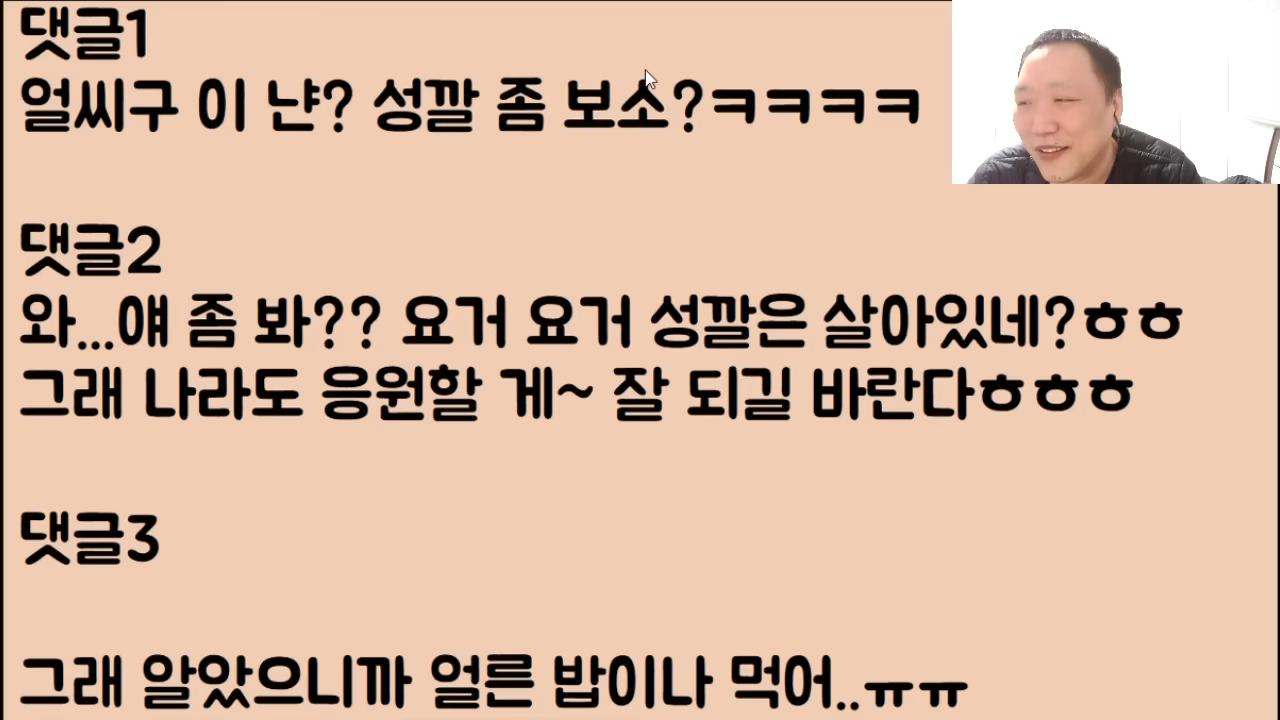 댓글1
얼씨구 이 냔? 성깔 좀 보소?ㅋㅋㅋㅋ
댓글2
와...얘 좀 봐?? 요거 요거 성깔은 살아있네?ㅎㅎ
그래 나라도 응원할 게~ 잘 되길 바란다ㅎㅎㅎ
댓글3
그래 알았으니까 얼른 밥이나 먹어..ㅠㅠ